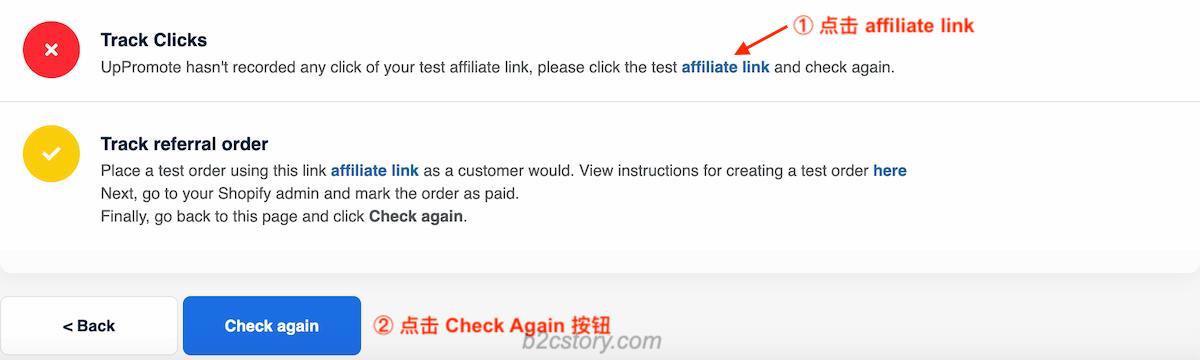 ① 点击 affiliate link
Track Clicks
UpPromote hasn't recorded any click of your test affiliate link, please click the test affiliate link and check again.
Track referral order
Place a test order using this link affiliate link as a customer would. View instructions for creating a test order here
Next, go to your Shopify admin and mark the order as paid.
Finally, go back to this page and click Check again.
< Back
Check again
② 点击 Check Again 按钮
b2cstory.com